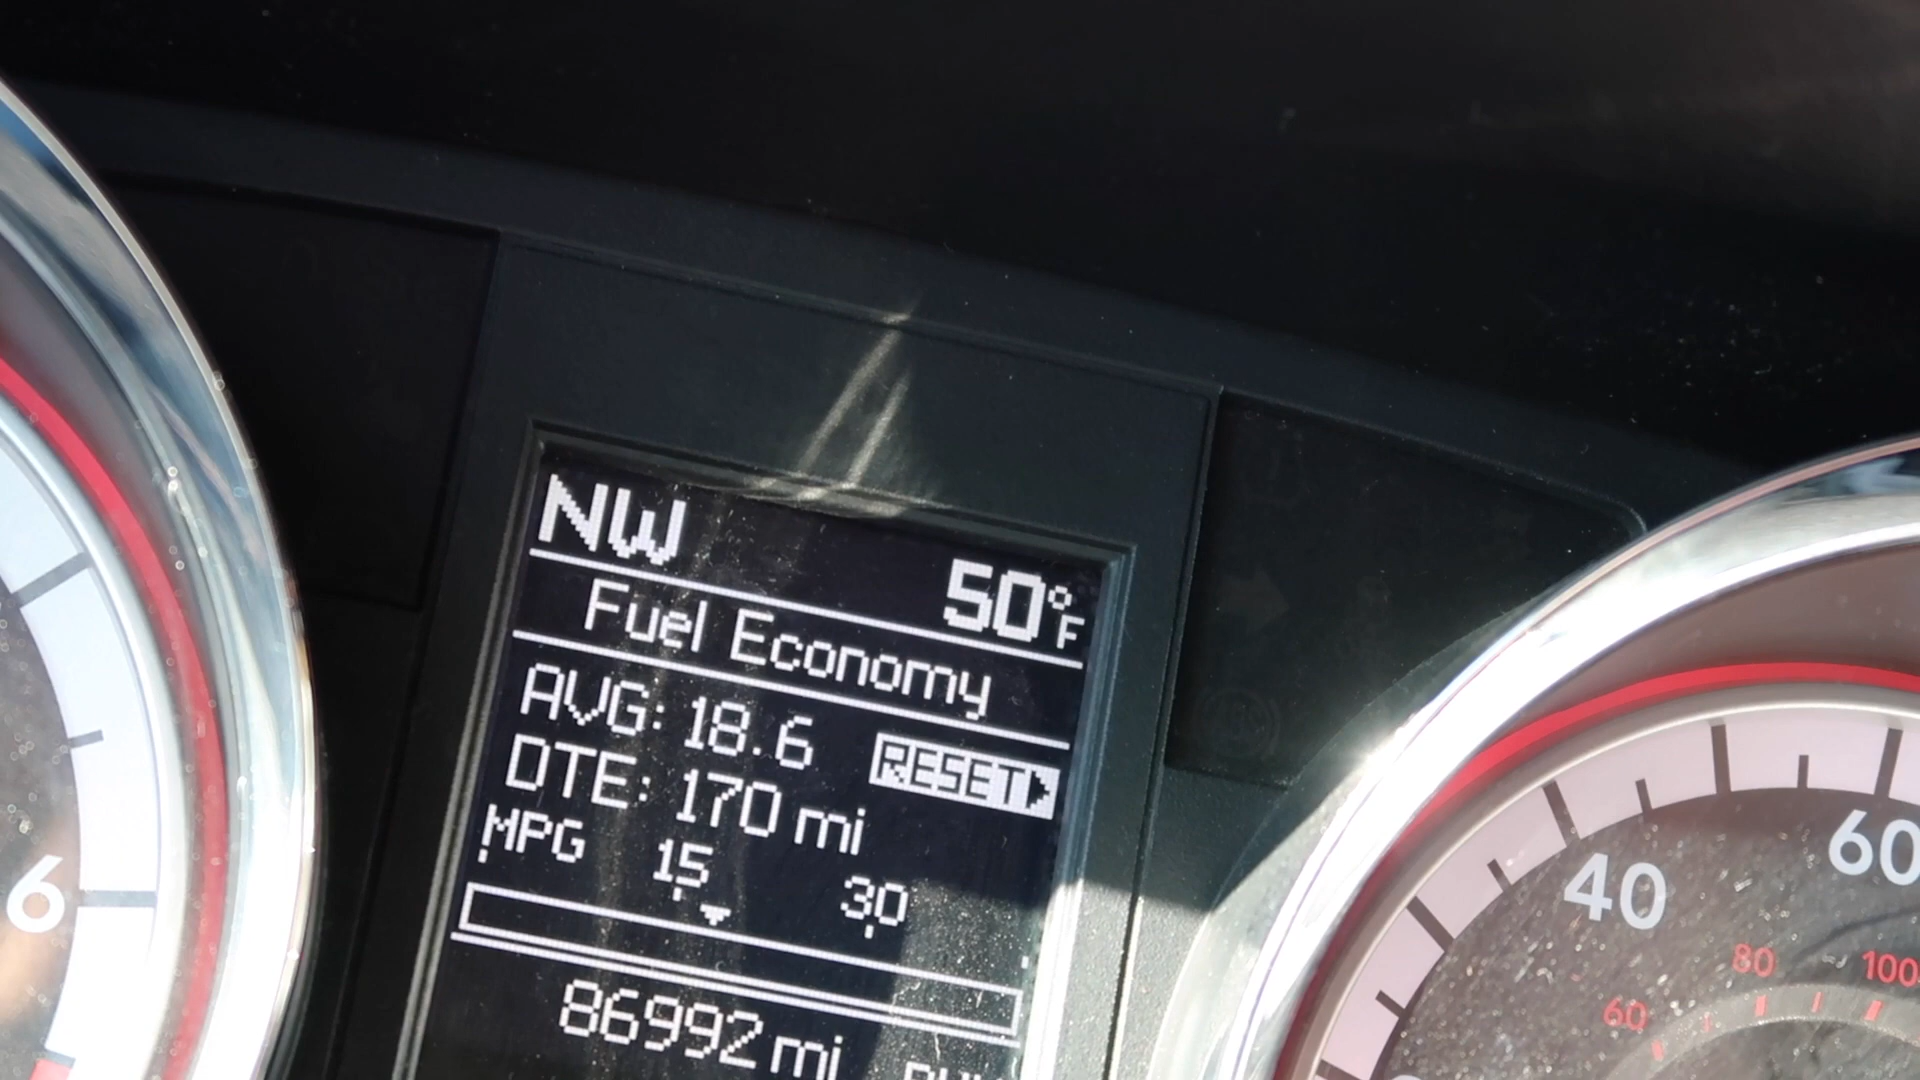 NW
50°F
Fuel Economy
AVG: 18.6
RESET
DTE: 170 mi
MPG 15 30
86992 mi
6
40
60
60
80
100